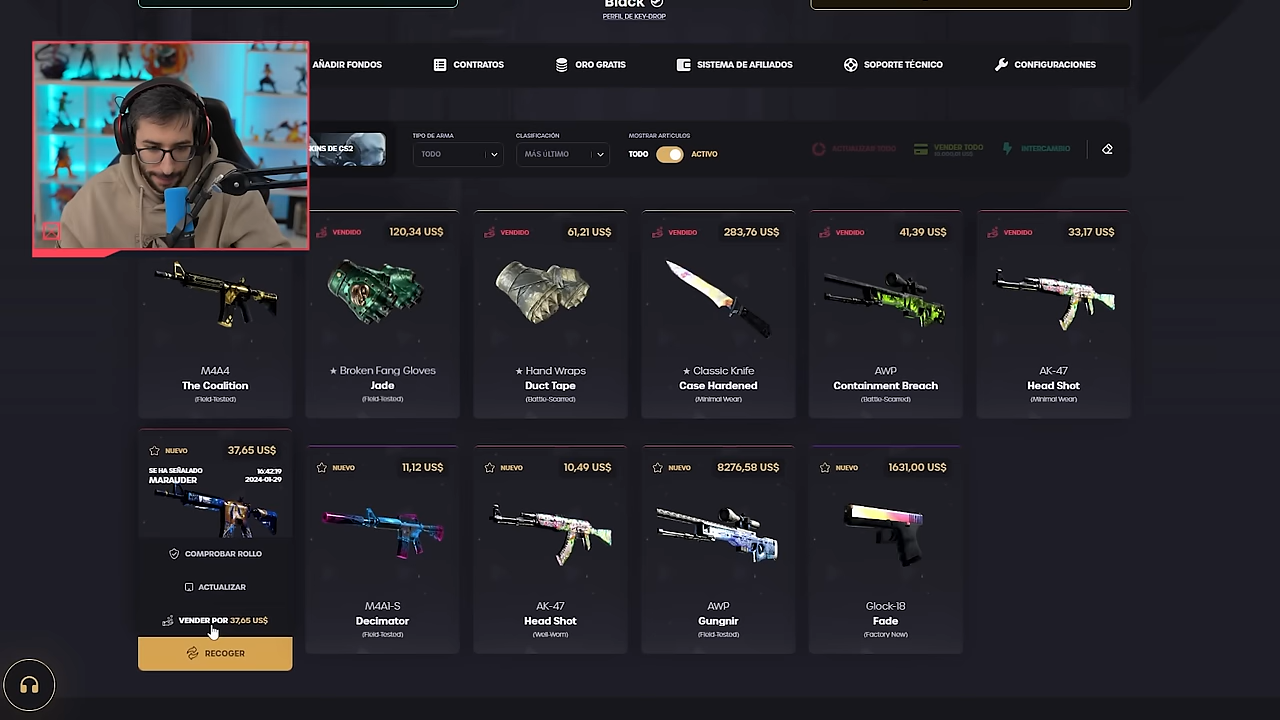 Black
PERFIL DE KEY-DROP
AÑADIR FONDOS
CONTRATOS
ORO GRATIS
SISTEMA DE AFILIADOS
SOPORTE TÉCNICO
CONFIGURACIONES
KINS DE CS2
TIPO DE ARMA
TODO
CLASIFICACIÓN
MÁS ÚLTIMO
MOSTRAR ARTÍCULOS
TODO
ACTIVO
ACTUALIZAR TODO
VENDER TODO
INTERCAMBIO
M4A4
The Coalition
(Field-Tested)
VENDIDO
120,34 US$
★ Broken Fang Gloves
Jade
(Field-Tested)
VENDIDO
61,21 US$
★ Hand Wraps
Duct Tape
(Battle-Scarred)
VENDIDO
283,76 US$
★ Classic Knife
Case Hardened
(Minimal Wear)
VENDIDO
41,39 US$
AWP
Containment Breach
(Battle-Scarred)
VENDIDO
33,17 US$
AK-47
Head Shot
(Minimal Wear)
NUEVO
37,65 US$
SE HA SEÑALADO
MARAUDER
16:42:19
2024-01-29
COMPROBAR ROLLO
ACTUALIZAR
VENDER POR 37,65 US$
RECOGER
NUEVO
11,12 US$
M4A1-S
Decimator
(Field-Tested)
NUEVO
10,49 US$
AK-47
Head Shot
(Well-Worn)
NUEVO
8276,58 US$
AWP
Gungnir
(Field-Tested)
NUEVO
1631,00 US$
Glock-18
Fade
(Factory New)